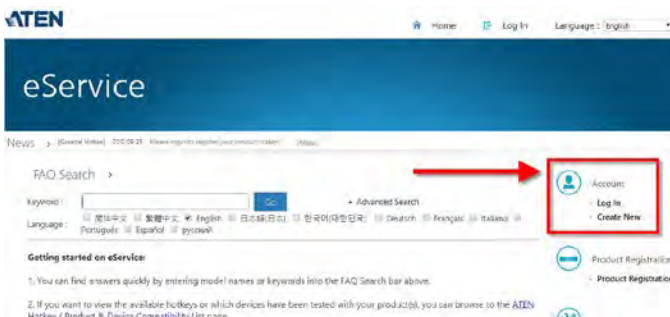 ATEN
Home Log In Language : English
eService
News
FAQ Search
Keyword : Go Advanced Search
Language : 简体中文 繁體中文 English 日本語(日本) 한국어(대한민국) Deutsch Français Italiano
Português Español русский
Account
Log In
Create New
Getting started on eService:
1. You can find answers quickly by entering model names or keywords into the FAQ Search bar above.
2. If you want to view the available hotkeys or which devices have been tested with your product(s), you can browse to the ATEN
Hotkey / Product & Device Compatibility List page
Product Registration
Product Registration